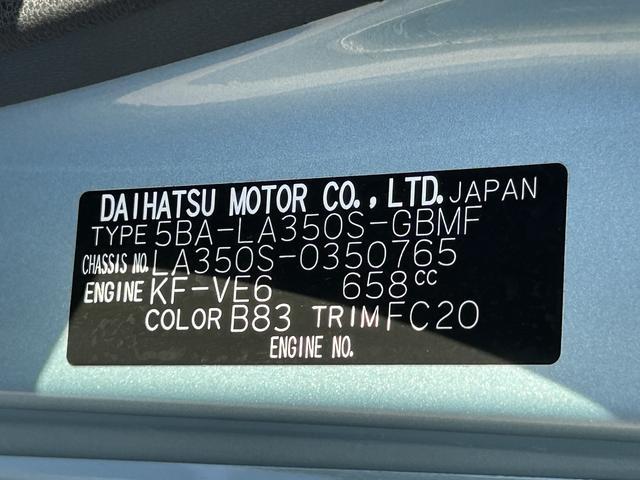 DAIHATSU MOTOR CO., LTD. JAPAN
TYPE 5BA-LA350S-GBMF
CHASSIS NO. LA350S-0350765
ENGINE KF-VE6 658cc
COLOR B83 TRIM FC20
ENGINE NO.